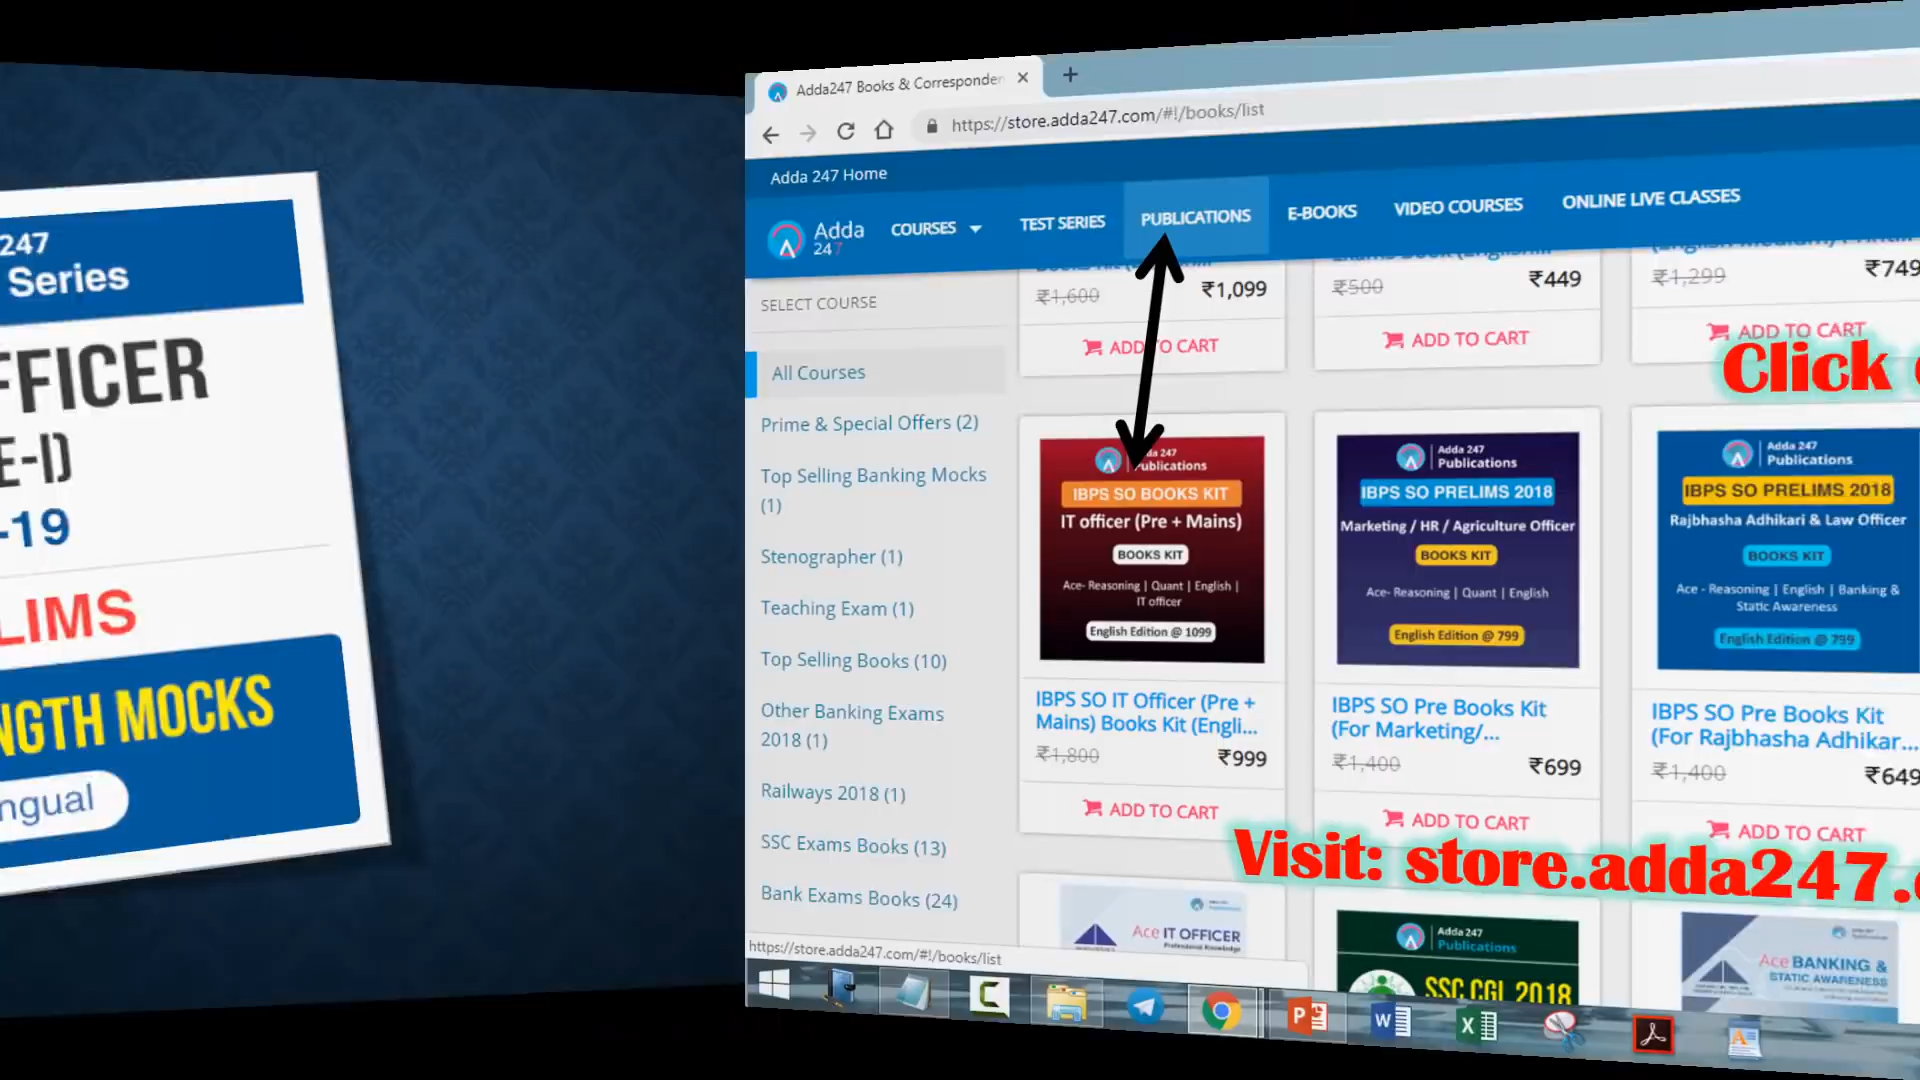 247
Series
FFICER
E-I)
-19
LIMS
NGTH MOCKS
ngual
Adda247 Books & Corresponden
https://store.adda247.com/#!/books/list
Adda 247 Home
Adda
247
COURSES
TEST SERIES
PUBLICATIONS
E-BOOKS
VIDEO COURSES
ONLINE LIVE CLASSES
SELECT COURSE
All Courses
Prime & Special Offers (2)
Top Selling Banking Mocks
(1)
Stenographer (1)
Teaching Exam (1)
Top Selling Books (10)
Other Banking Exams
2018 (1)
Railways 2018 (1)
SSC Exams Books (13)
Bank Exams Books (24)
₹1,600 ₹1,099
ADD TO CART
₹500 ₹449
ADD TO CART
₹1,299 ₹749
ADD TO CART
Click
Adda 247
Publications
IBPS SO BOOKS KIT
IT officer (Pre + Mains)
BOOKS KIT
Ace- Reasoning | Quant | English |
IT officer
English Edition @ 1099
IBPS SO IT Officer (Pre +
Mains) Books Kit (Engli...
₹1,800 ₹999
ADD TO CART
Adda 247
Publications
IBPS SO PRELIMS 2018
Marketing / HR / Agriculture Officer
BOOKS KIT
Ace- Reasoning | Quant | English
English Edition @ 799
IBPS SO Pre Books Kit
(For Marketing/...
₹1,400 ₹699
ADD TO CART
Adda 247
Publications
IBPS SO PRELIMS 2018
Rajbhasha Adhikari & Law Officer
BOOKS KIT
Ace - Reasoning | English | Banking &
Static Awareness
English Edition @ 799
IBPS SO Pre Books Kit
(For Rajbhasha Adhikar...
₹1,400 ₹649
ADD TO CART
Visit: store.adda247.
Ace IT OFFICER
Professional Knowledge
Adda 247
Publications
SSC CGL 2018
Ace BANKING &
STATIC AWARENESS
https://store.adda247.com/#!/books/list